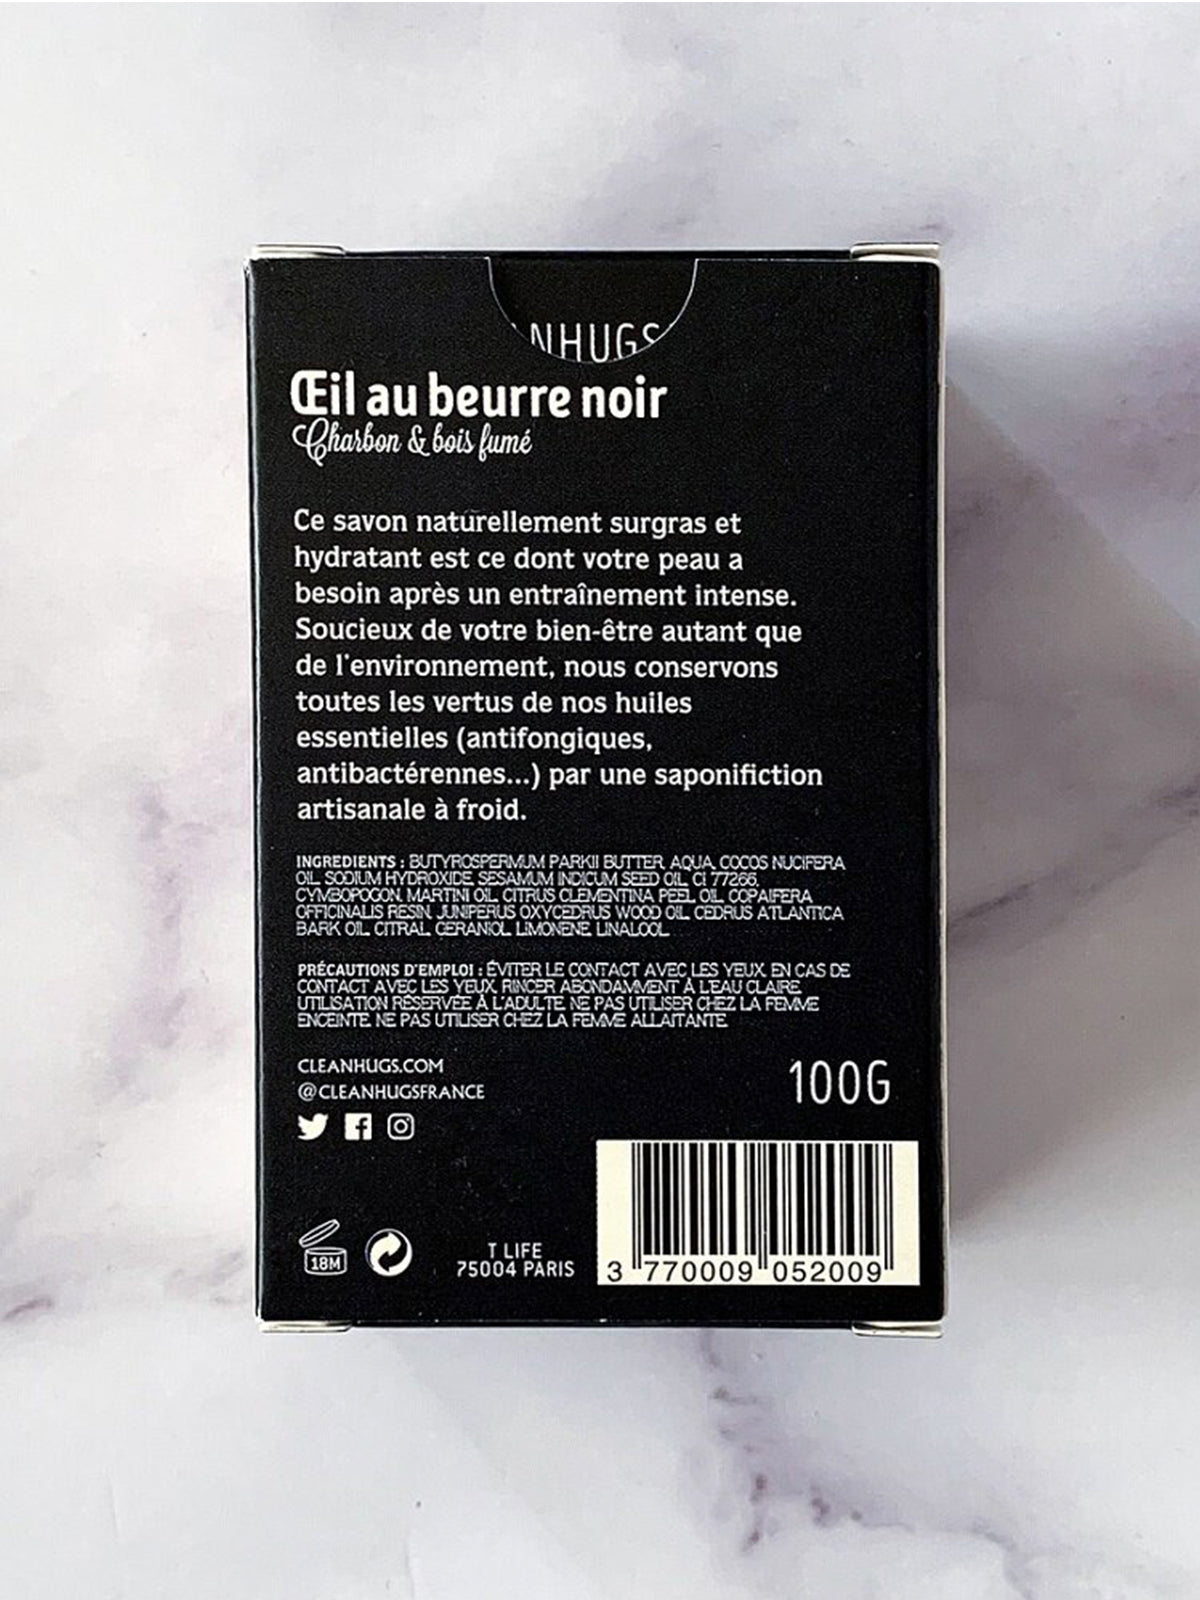 ANHUGS
Œil au beurre noir
Charbon & bois fumé
Ce savon naturellement surgras et
hydratant est ce dont votre peau a
besoin après un entraînement intense.
Soucieux de votre bien-être autant que
de l'environnement, nous conservons
toutes les vertus de nos huiles
essentielles (antifongiques,
antibactérennes...) par une saponifiction
artisanale à froid.
INGREDIENTS : BUTYROSPERMUM PARKII BUTTER, AQUA, COCOS NUCIFERA
OIL, SODIUM HYDROXIDE, SESAMUM INDICUM SEED OIL, CI 77266,
CYMBOPOGON, MARTINI OIL, CITRUS CLEMENTINA PEEL OIL, COPAIFERA
OFFICINALIS RESIN, JUNIPERUS OXYCEDRUS WOOD OIL, CEDRUS ATLANTICA
BARK OIL, CITRAL, GERANIOL, LIMONENE, LINALOOL.
PRÉCAUTIONS D'EMPLOI : ÉVITER LE CONTACT AVEC LES YEUX. EN CAS DE
CONTACT AVEC LES YEUX, RINCER ABONDAMMENT À L'EAU CLAIRE.
UTILISATION RÉSERVÉE À L'ADULTE. NE PAS UTILISER CHEZ LA FEMME
ENCEINTE. NE PAS UTILISER CHEZ LA FEMME ALLAITANTE.
CLEANHUGS.COM
@CLEANHUGSFRANCE
100G
18M
T LIFE
75004 PARIS
3 770009 052009